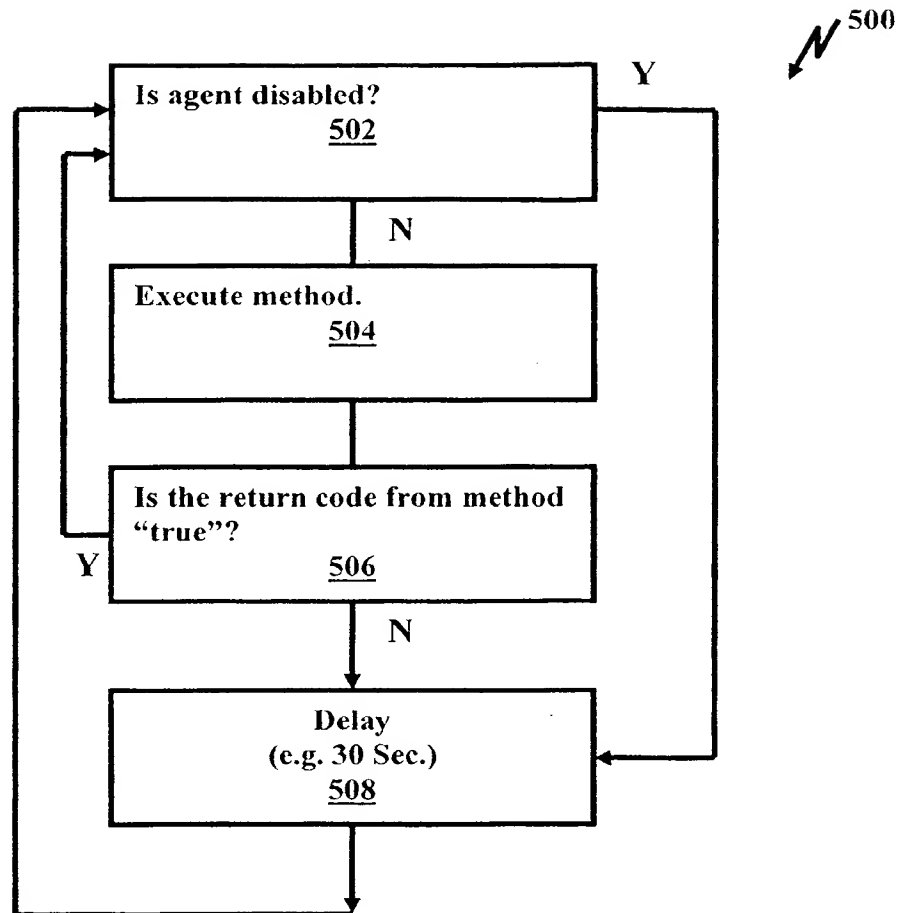 500
Is agent disabled?
502
Y
N
Execute method.
504
Is the return code from method
“true”?
506
Y
N
Delay
(e.g. 30 Sec.)
508